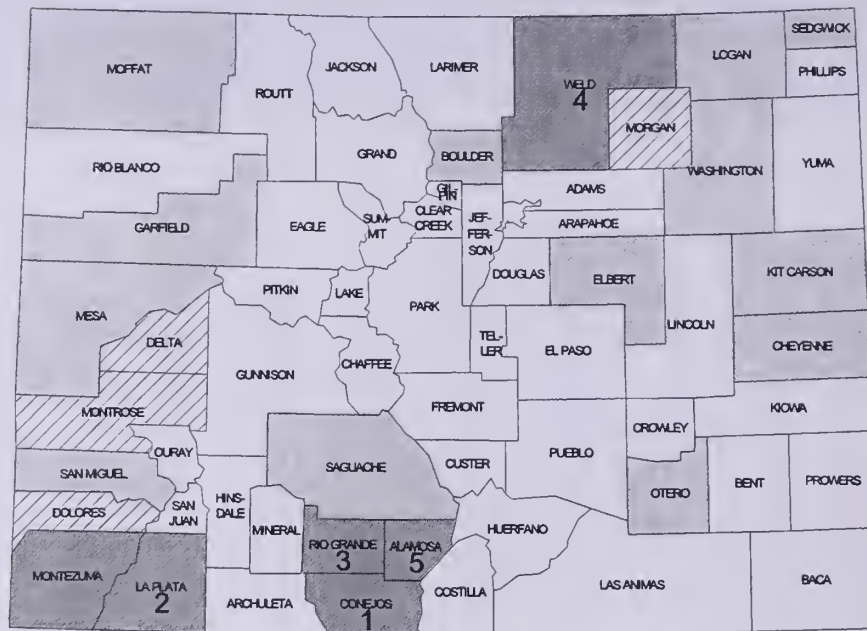 SEDGWICK
MOFFAT
JACKSON
LARIMER
LOGAN
ROUTT
WELD
4
PHILLIPS
MORGAN
GRAND
BOULDER
RIO BLANCO
WASHINGTON
YUMA
GIL-
PIN
ADAMS
CLEAR
CREEK
SUM-
MIT
JEF-
FER-
SON
ARAPAHOE
GARFIELD
EAGLE
DOUGLAS
ELBERT
KIT CARSON
PITKIN
LAKE
PARK
MESA
LINCOLN
DELTA
TEL-
LER
EL PASO
CHEYENNE
CHAFFEE
GUNNISON
MONTROSE
FREMONT
KIOWA
CROWLEY
OURAY
PUEBLO
SAGUACHE
CUSTER
SAN MIGUEL
BENT
PROWERS
OTERO
HINS-
DALE
SAN
JUAN
DOLORES
MINERAL
HUERFANO
RIO GRANDE
3
ALAMOSA
5
MONTEZUMA
LA PLATA
2
LAS ANIMAS
BACA
COSTILLA
ARCHULETA
CONEJOS
1